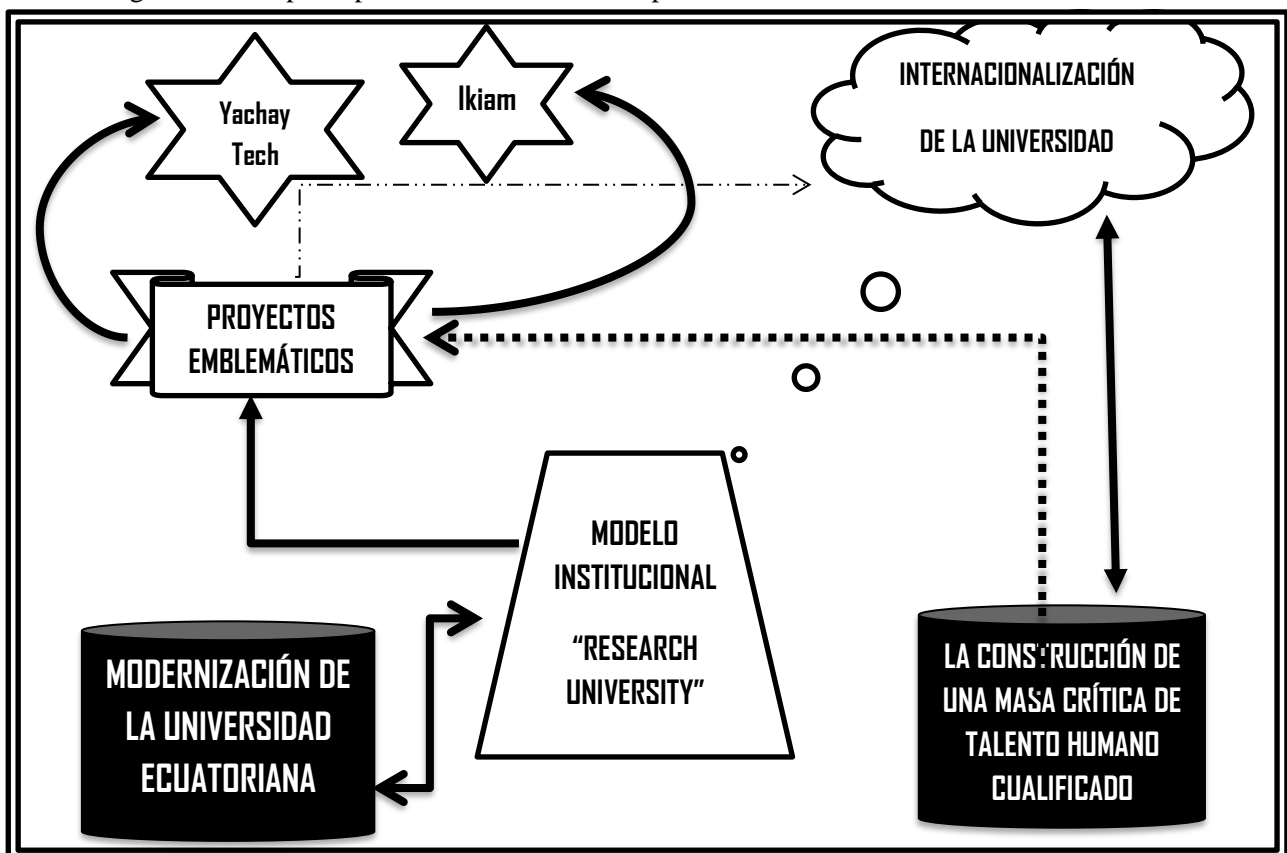 Yachay
Tech
Ikiam
INTERNACIONALIZACIÓN
DE LA UNIVERSIDAD
PROYECTOS
EMBLEMÁTICOS
MODELO
INSTITUCIONAL
“RESEARCH
UNIVERSITY”
MODERNIZACIÓN DE
LA UNIVERSIDAD
ECUATORIANA
LA CONSTRUCCIÓN DE
UNA MASA CRÍTICA DE
TALENTO HUMANO
CUALIFICADO